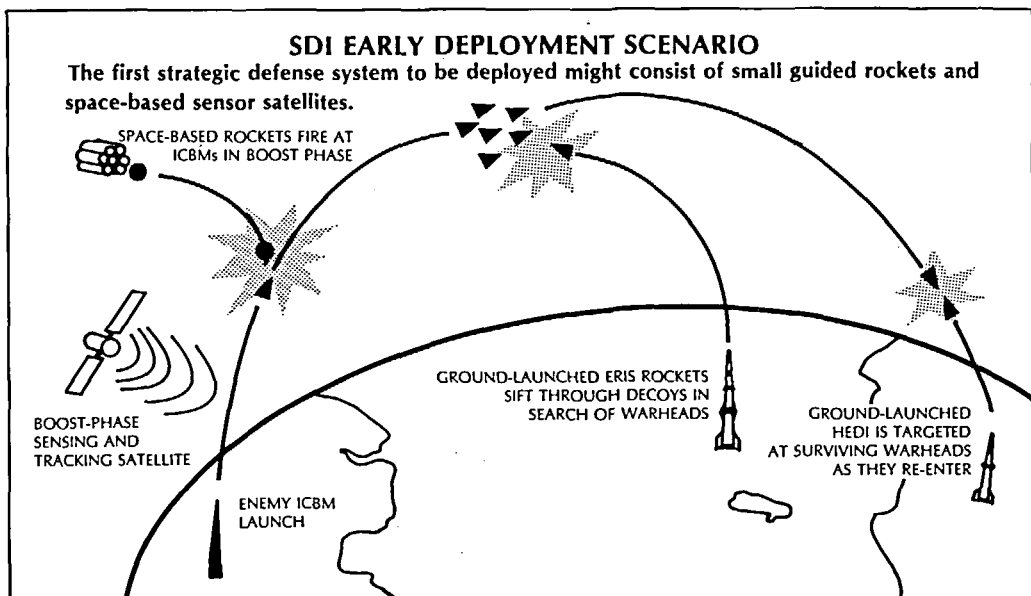 SDI EARLY DEPLOYMENT SCENARIO
The first strategic defense system to be deployed might consist of small guided rockets and
space-based sensor satellites.
SPACE-BASED ROCKETS FIRE AT
ICBMs IN BOOST PHASE
BOOST-PHASE
SENSING AND
TRACKING SATELLITE
ENEMY ICBM
LAUNCH
GROUND-LAUNCHED ERIS ROCKETS
SIFT THROUGH DECOYS IN
SEARCH OF WARHEADS
GROUND-LAUNCHED
HEDI IS TARGETED
AT SURVIVING WARHEADS
AS THEY RE-ENTER